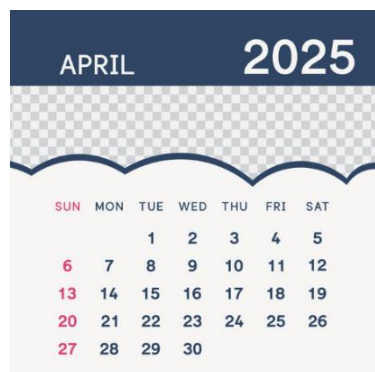 APRIL 2025
SUN MON TUE WED THU FRI SAT
1 2 3 4 5
6 7 8 9 10 11 12
13 14 15 16 17 18 19
20 21 22 23 24 25 26
27 28 29 30